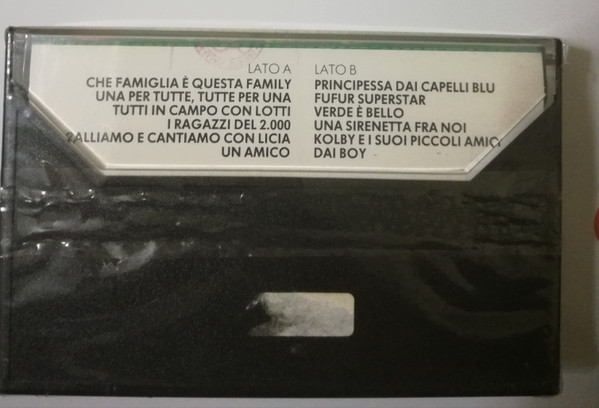 LATO A
CHE FAMIGLIA È QUESTA FAMILY
UNA PER TUTTE, TUTTE PER UNA
TUTTI IN CAMPO CON LOTTI
I RAGAZZI DEL 2.000
BALLIAMO E CANTIAMO CON LICIA
UN AMICO
LATO B
PRINCIPESSA DAI CAPELLI BLU
FUFUR SUPERSTAR
VERDE È BELLO
UNA SIRENETTA FRA NOI
KOLBY E I SUOI PICCOLI AMICI
DAI BOY